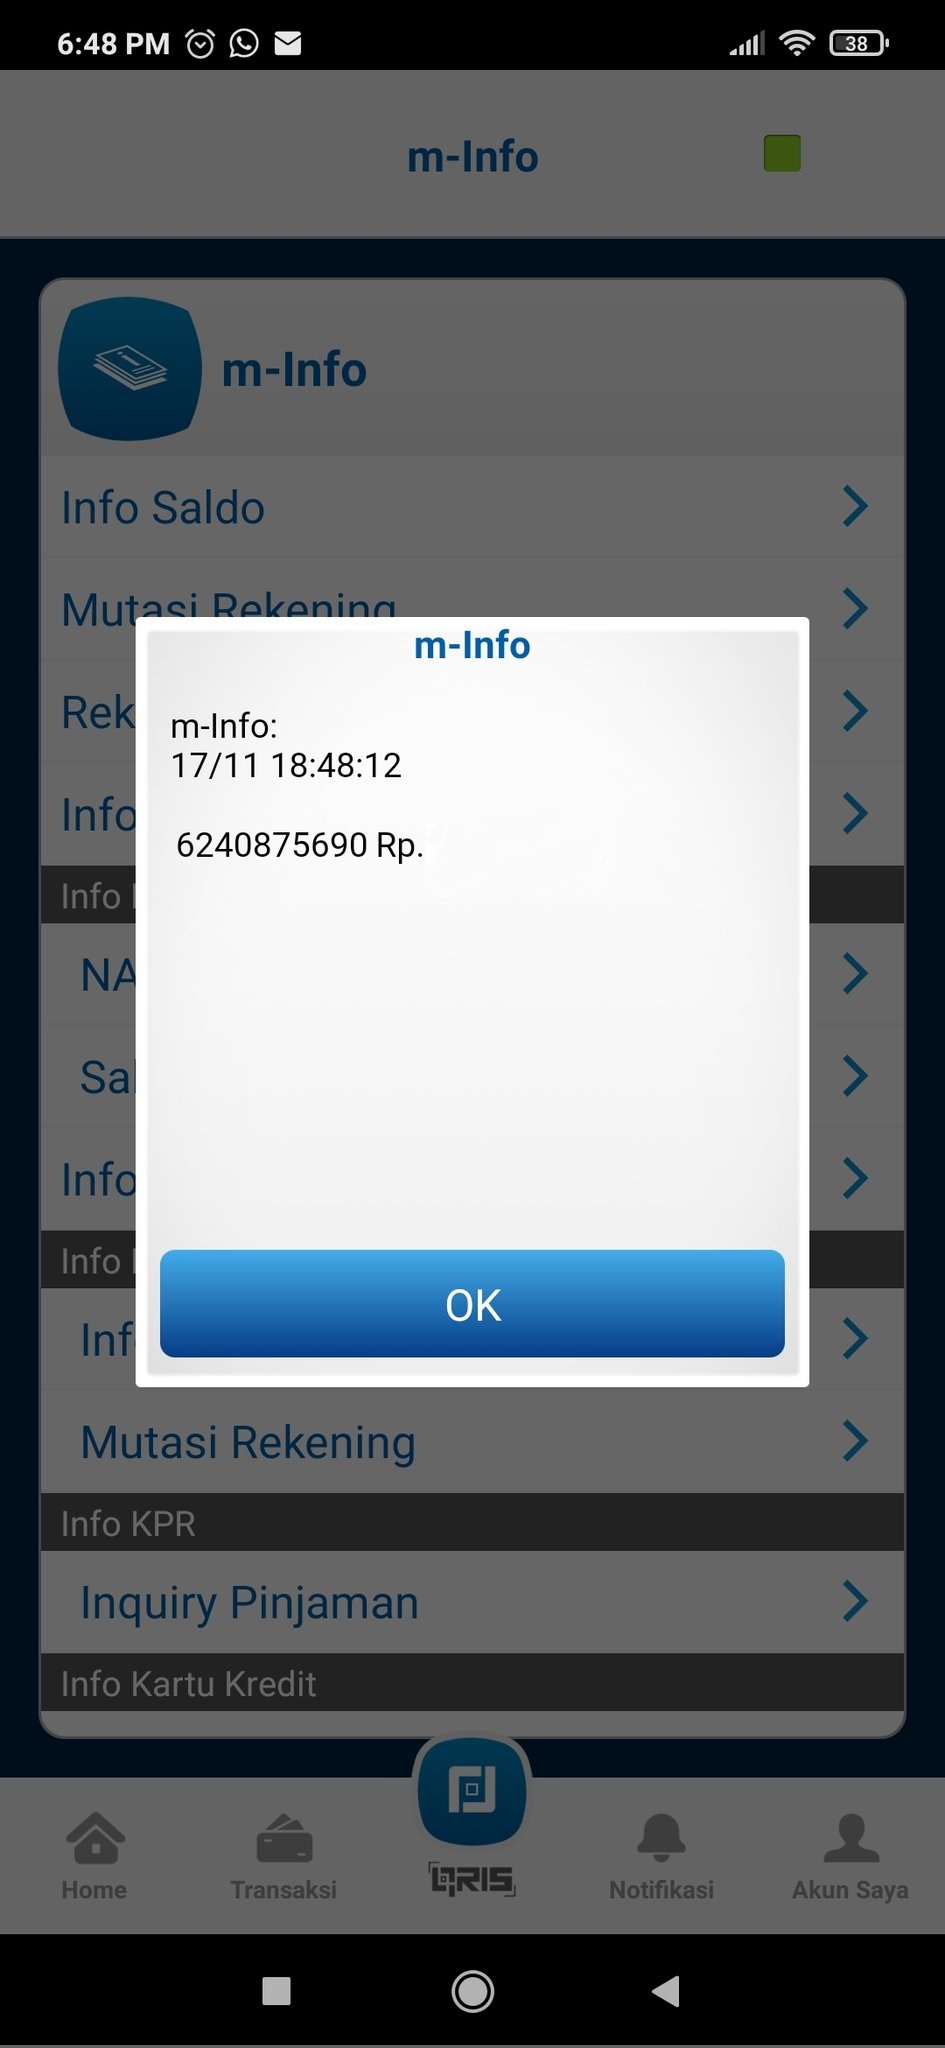 6:48 PM
38
m-Info
m-Info
Info Saldo
Mutasi Rekening
Rek
Info
Info
NA
Sal
Info
Info
Inf
m-Info
m-Info:
17/11 18:48:12
6240875690 Rp.
OK
Mutasi Rekening
Info KPR
Inquiry Pinjaman
Info Kartu Kredit
Home
Transaksi
QRIS
Notifikasi
Akun Saya